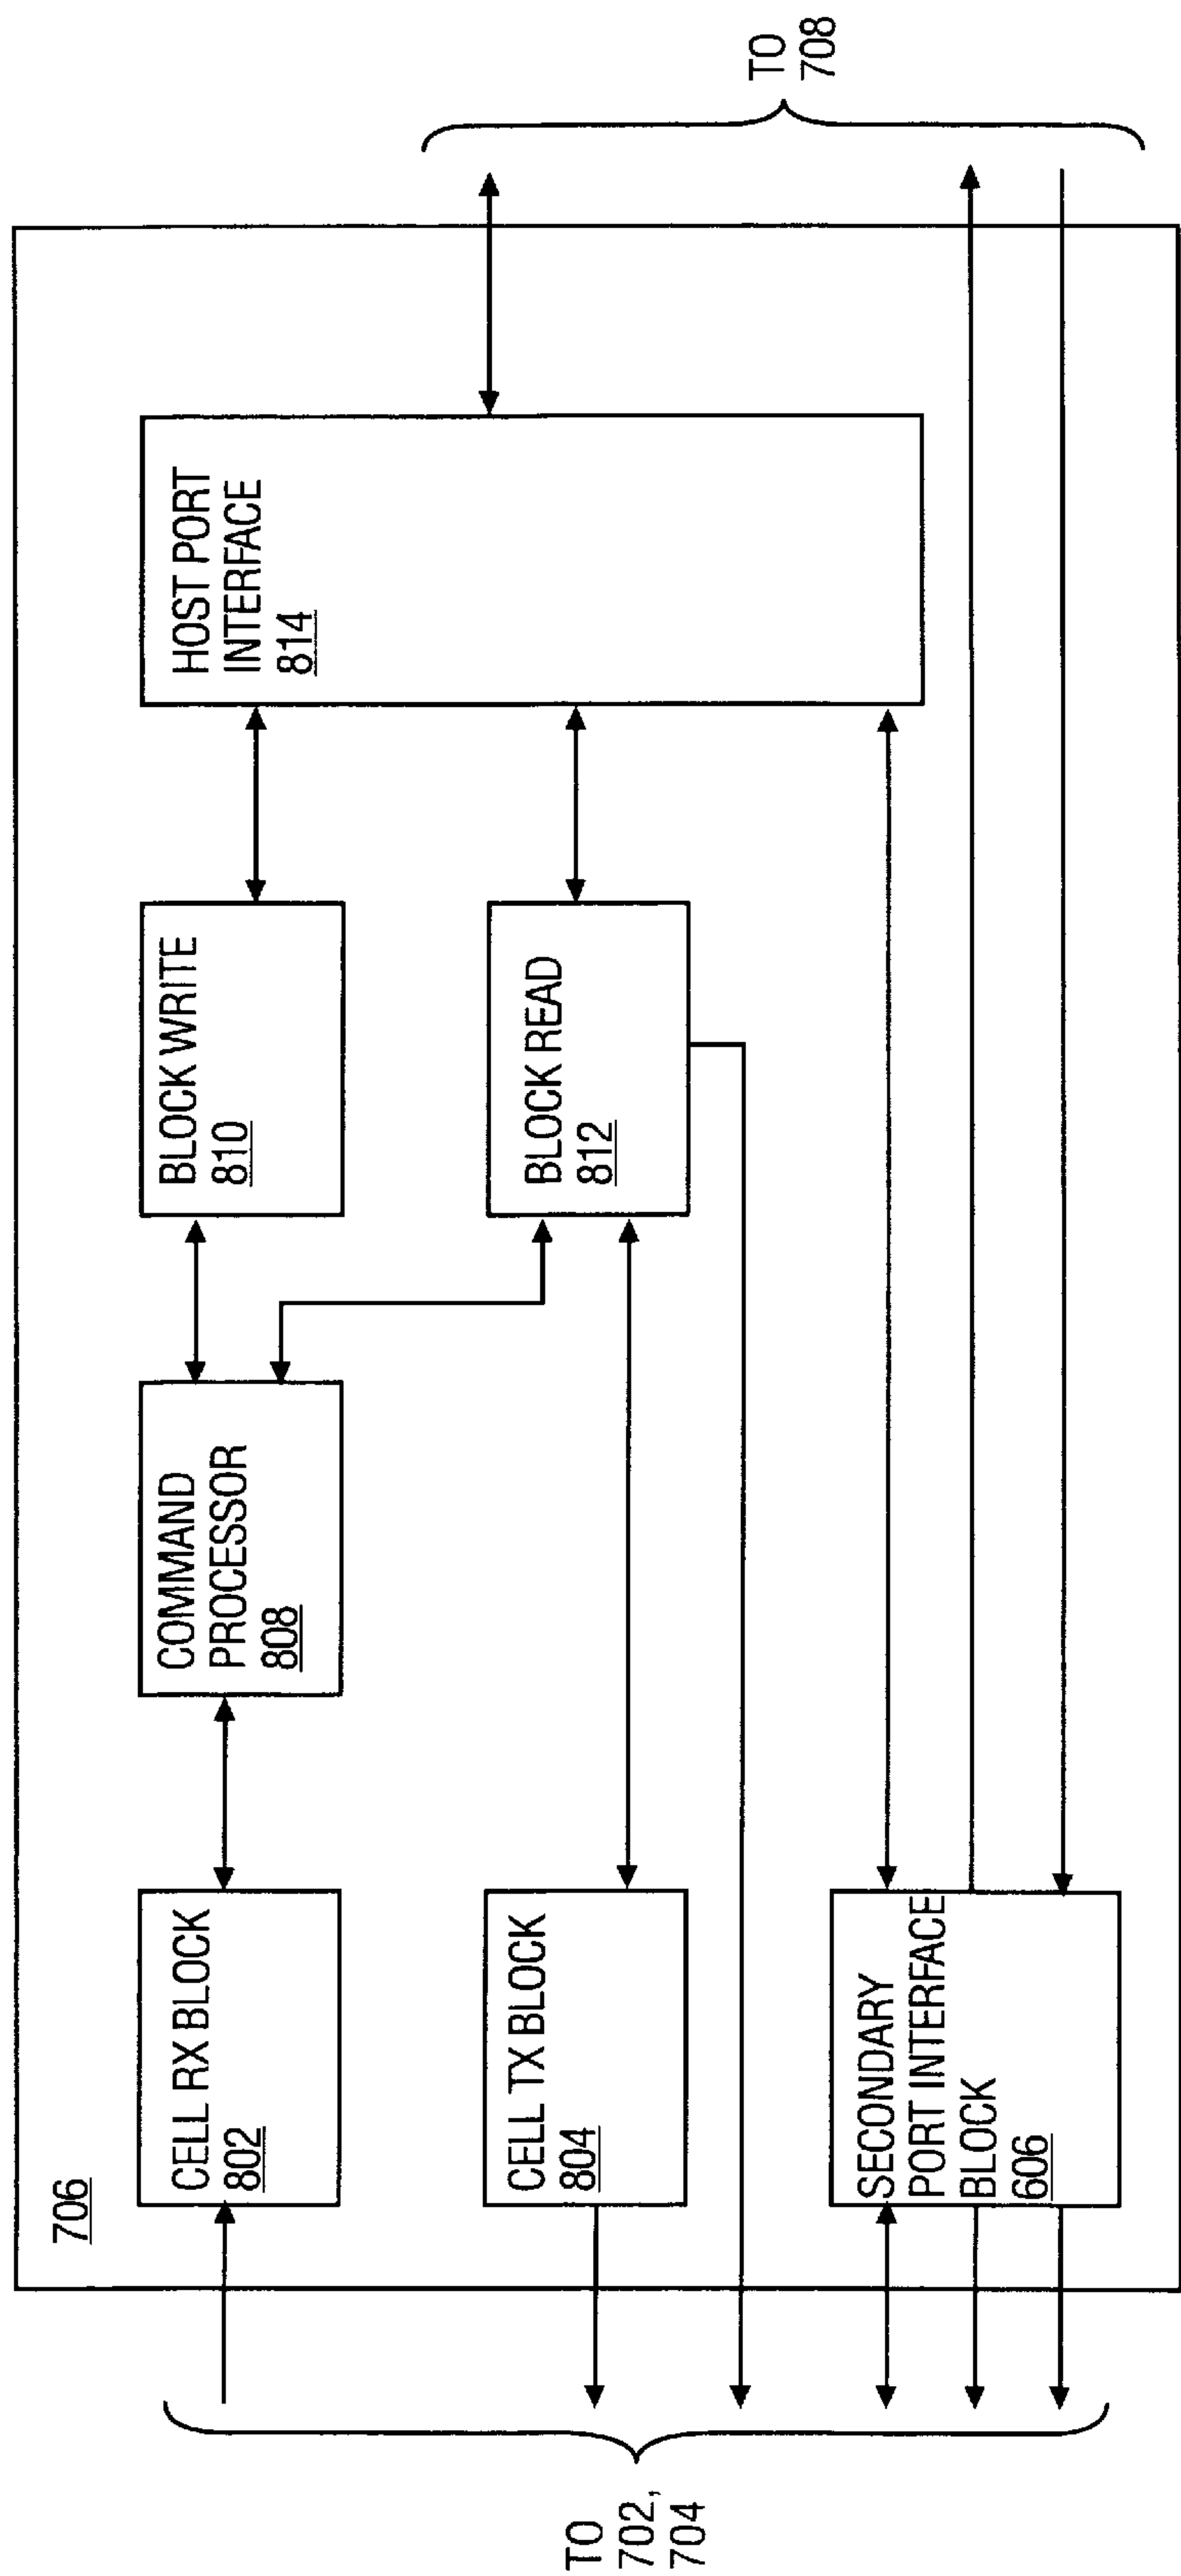 706
CELL RX BLOCK
802
COMMAND
PROCESSOR
808
BLOCK WRITE
810
HOST PORT
INTERFACE
814
CELL TX BLOCK
804
BLOCK READ
812
SECONDARY
PORT INTERFACE
BLOCK
606
TO
702,
704
TO
708